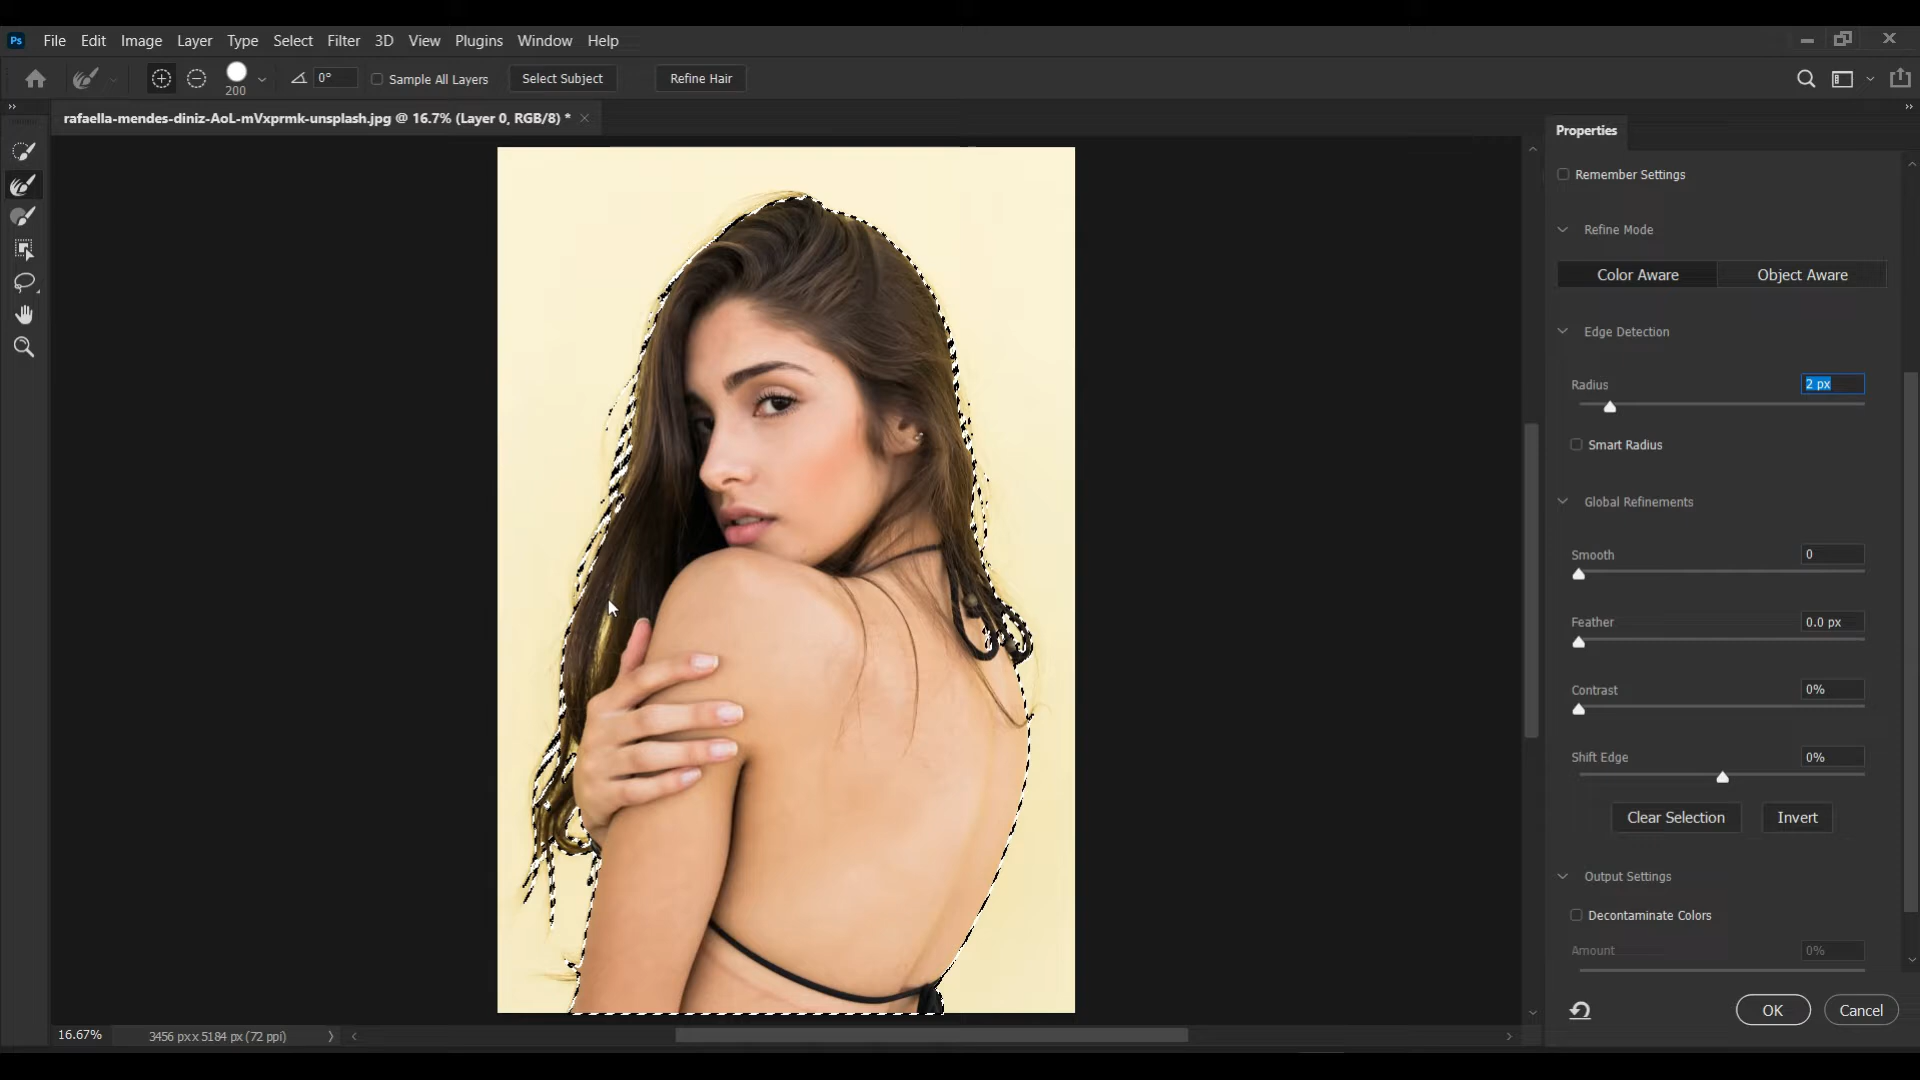 Ps File Edit Image Layer Type Select Filter 3D View Plugins Window Help
200 0° Sample All Layers Select Subject Refine Hair
rafaella-mendes-diniz-AoL-mVxprmk-unsplash.jpg @ 16.7% (Layer 0, RGB/8) *
Properties
Remember Settings
Refine Mode
Color Aware Object Aware
Edge Detection
Radius 2 px
Smart Radius
Global Refinements
Smooth 0
Feather 0.0 px
Contrast 0%
Shift Edge 0%
Clear Selection Invert
Output Settings
Decontaminate Colors
Amount 0%
OK Cancel
16.67% 3456 px x 5184 px (72 ppi)